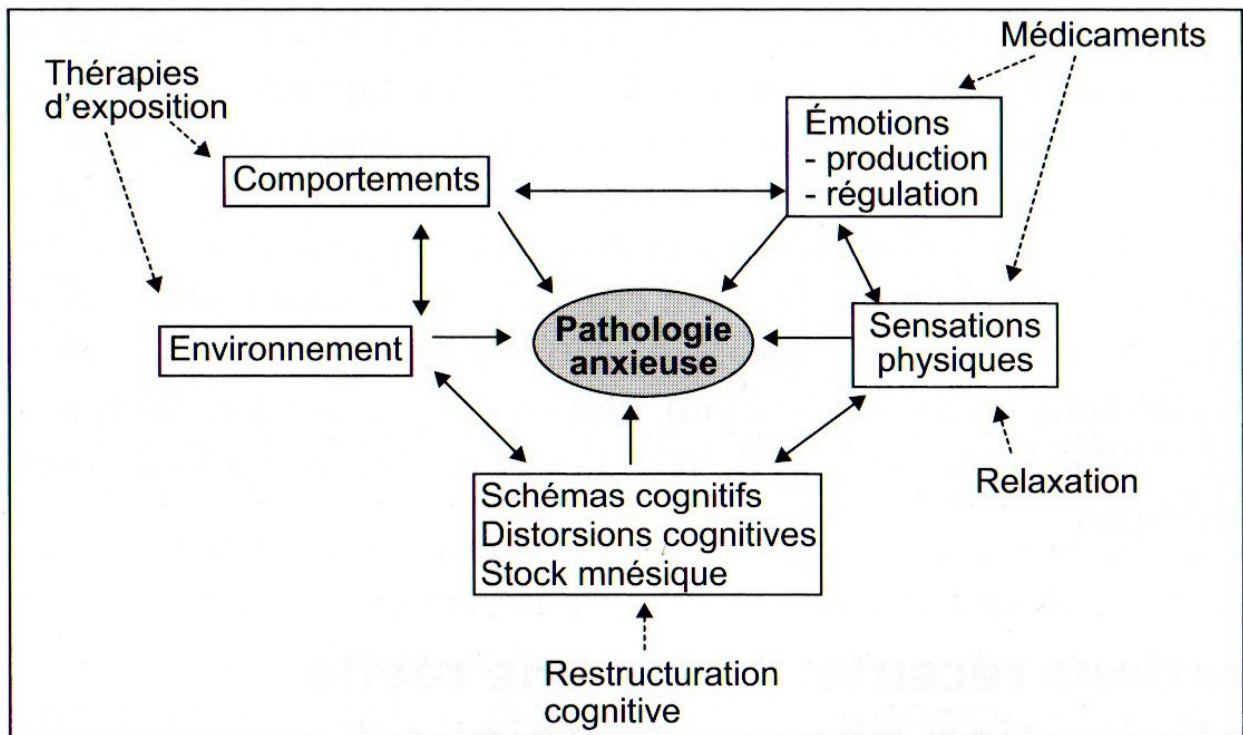 Médicaments
Thérapies
d'exposition
Émotions
- production
- régulation
Comportements
Environnement
Pathologie
anxieuse
Sensations
physiques
Schémas cognitifs
Distorsions cognitives
Stock mnésique
Relaxation
Restructuration
cognitive